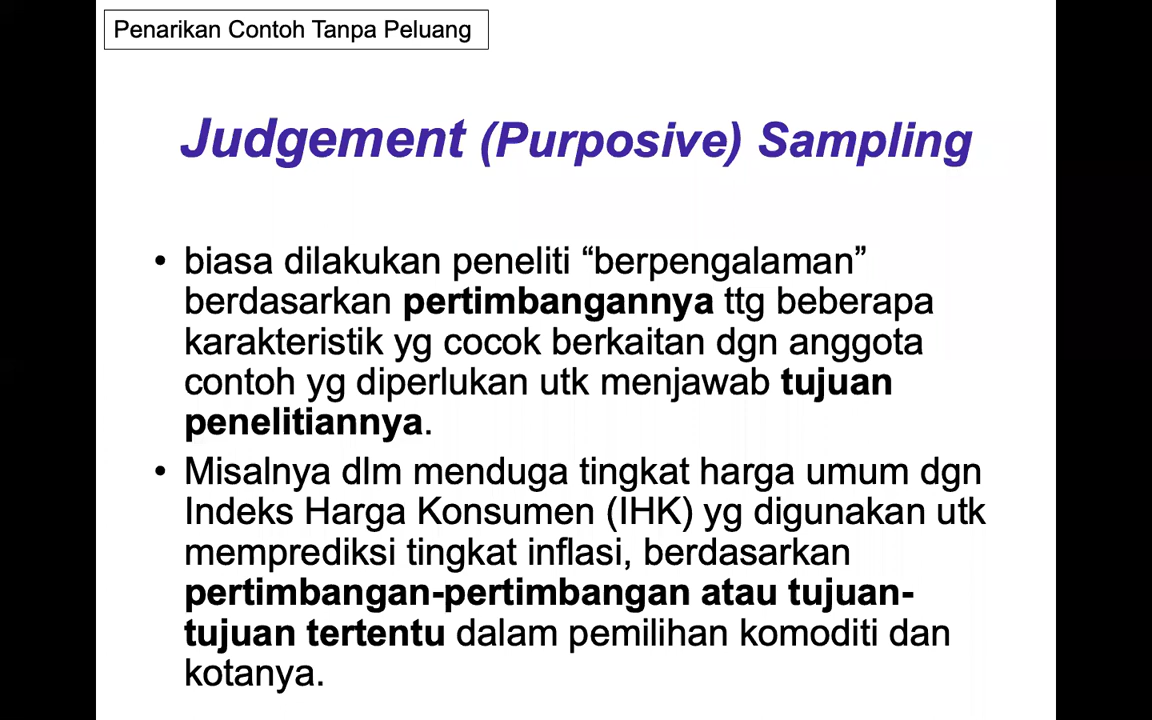 Penarikan Contoh Tanpa Peluang
Judgement (Purposive) Sampling
• biasa dilakukan peneliti “berpengalaman”
berdasarkan pertimbangannya ttg beberapa
karakteristik yg cocok berkaitan dgn anggota
contoh yg diperlukan utk menjawab tujuan
penelitiannya.
• Misalnya dlm menduga tingkat harga umum dgn
Indeks Harga Konsumen (IHK) yg digunakan utk
memprediksi tingkat inflasi, berdasarkan
pertimbangan-pertimbangan atau tujuan-
tujuan tertentu dalam pemilihan komoditi dan
kotanya.